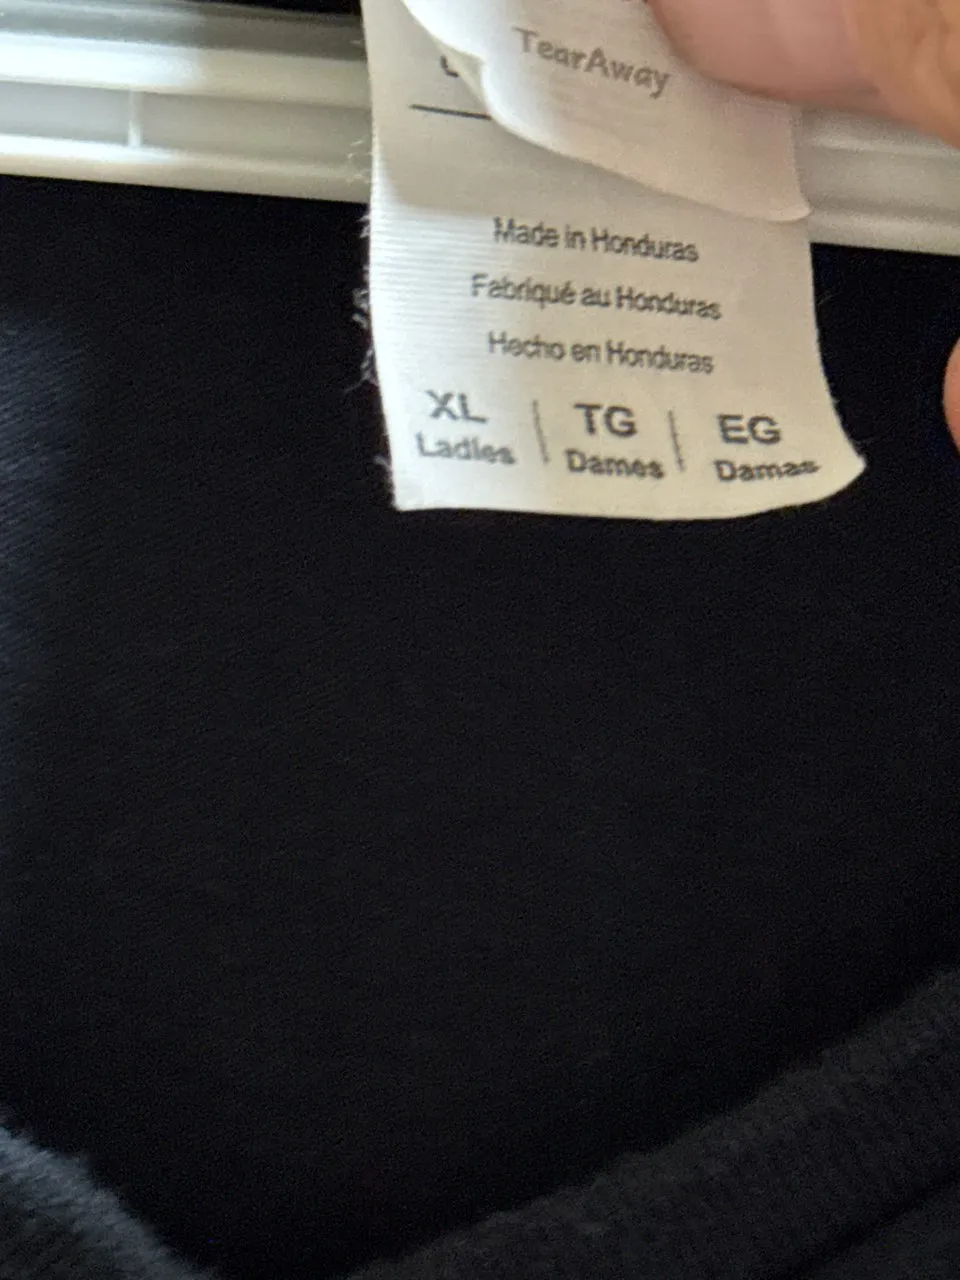 TearAway
Made in Honduras
Fabriqué au Honduras
Hecho en Honduras
XL | TG | EG
Ladies | Dames | Damas